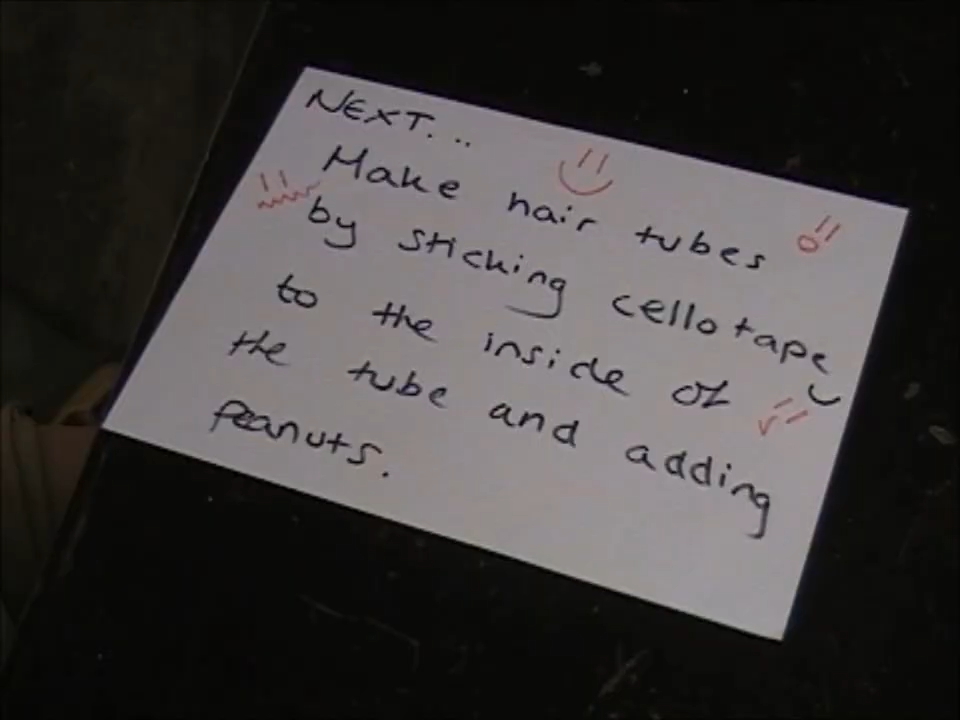 NEXT...
Make hair tubes
by sticking cellotape
to the inside of
the tube and adding
peanuts.